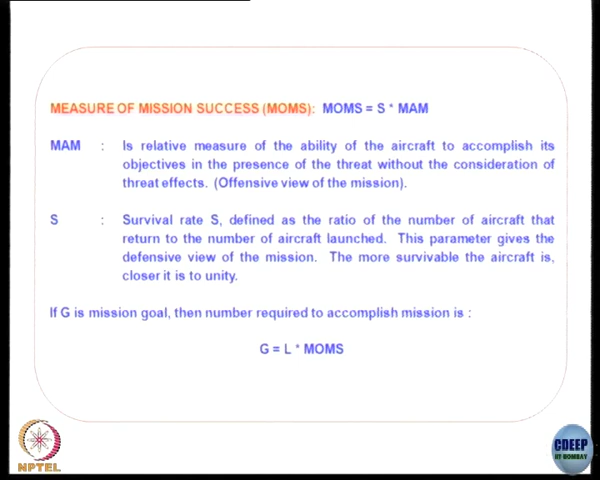 MEASURE OF MISSION SUCCESS (MOMS): MOMS = S * MAM
MAM : Is relative measure of the ability of the aircraft to accomplish its
objectives in the presence of the threat without the consideration of
threat effects. (Offensive view of the mission).
S : Survival rate S, defined as the ratio of the number of aircraft that
return to the number of aircraft launched. This parameter gives the
defensive view of the mission. The more survivable the aircraft is,
closer it is to unity.
If G is mission goal, then number required to accomplish mission is :
G = L * MOMS
NPTEL
CDEEP
IIT BOMBAY